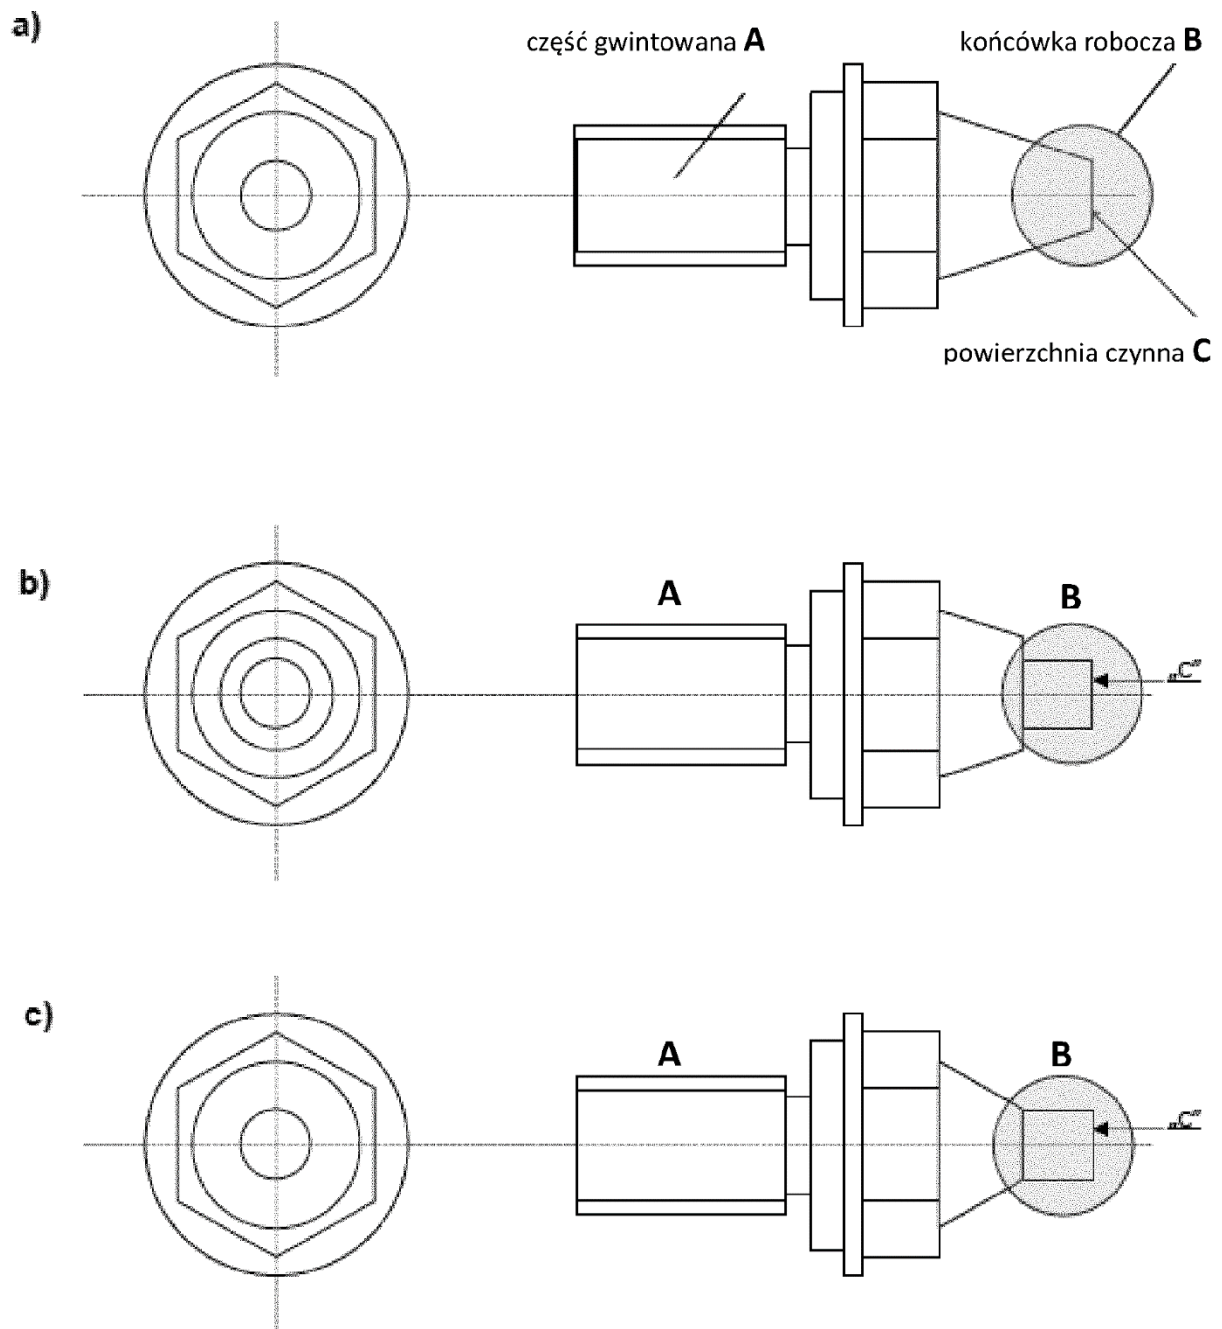 a)
część gwintowana A
końcówka robocza B
powierzchnia czynna C
b)
A
B
„C”
c)
A
B
„C”